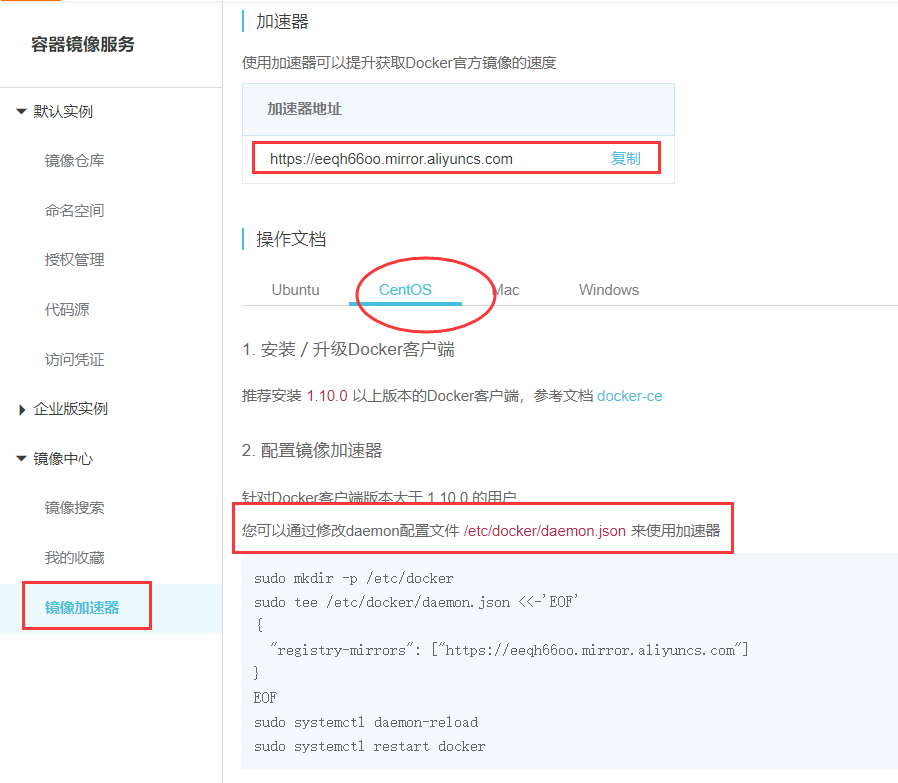 容器镜像服务
默认实例
镜像仓库
命名空间
授权管理
代码源
访问凭证
企业版实例
镜像中心
镜像搜索
我的收藏
镜像加速器
加速器
使用加速器可以提升获取Docker官方镜像的速度
加速器地址
https://eeqh66oo.mirror.aliyuncs.com 复制
操作文档
Ubuntu CentOS Mac Windows
1. 安装 / 升级Docker客户端
推荐安装 1.10.0 以上版本的Docker客户端，参考文档 docker-ce
2. 配置镜像加速器
针对Docker客户端版本大于 1.10.0 的用户
您可以通过修改daemon配置文件 /etc/docker/daemon.json 来使用加速器
sudo mkdir -p /etc/docker
sudo tee /etc/docker/daemon.json <<-'EOF'
{
  "registry-mirrors": ["https://eeqh66oo.mirror.aliyuncs.com"]
}
EOF
sudo systemctl daemon-reload
sudo systemctl restart docker